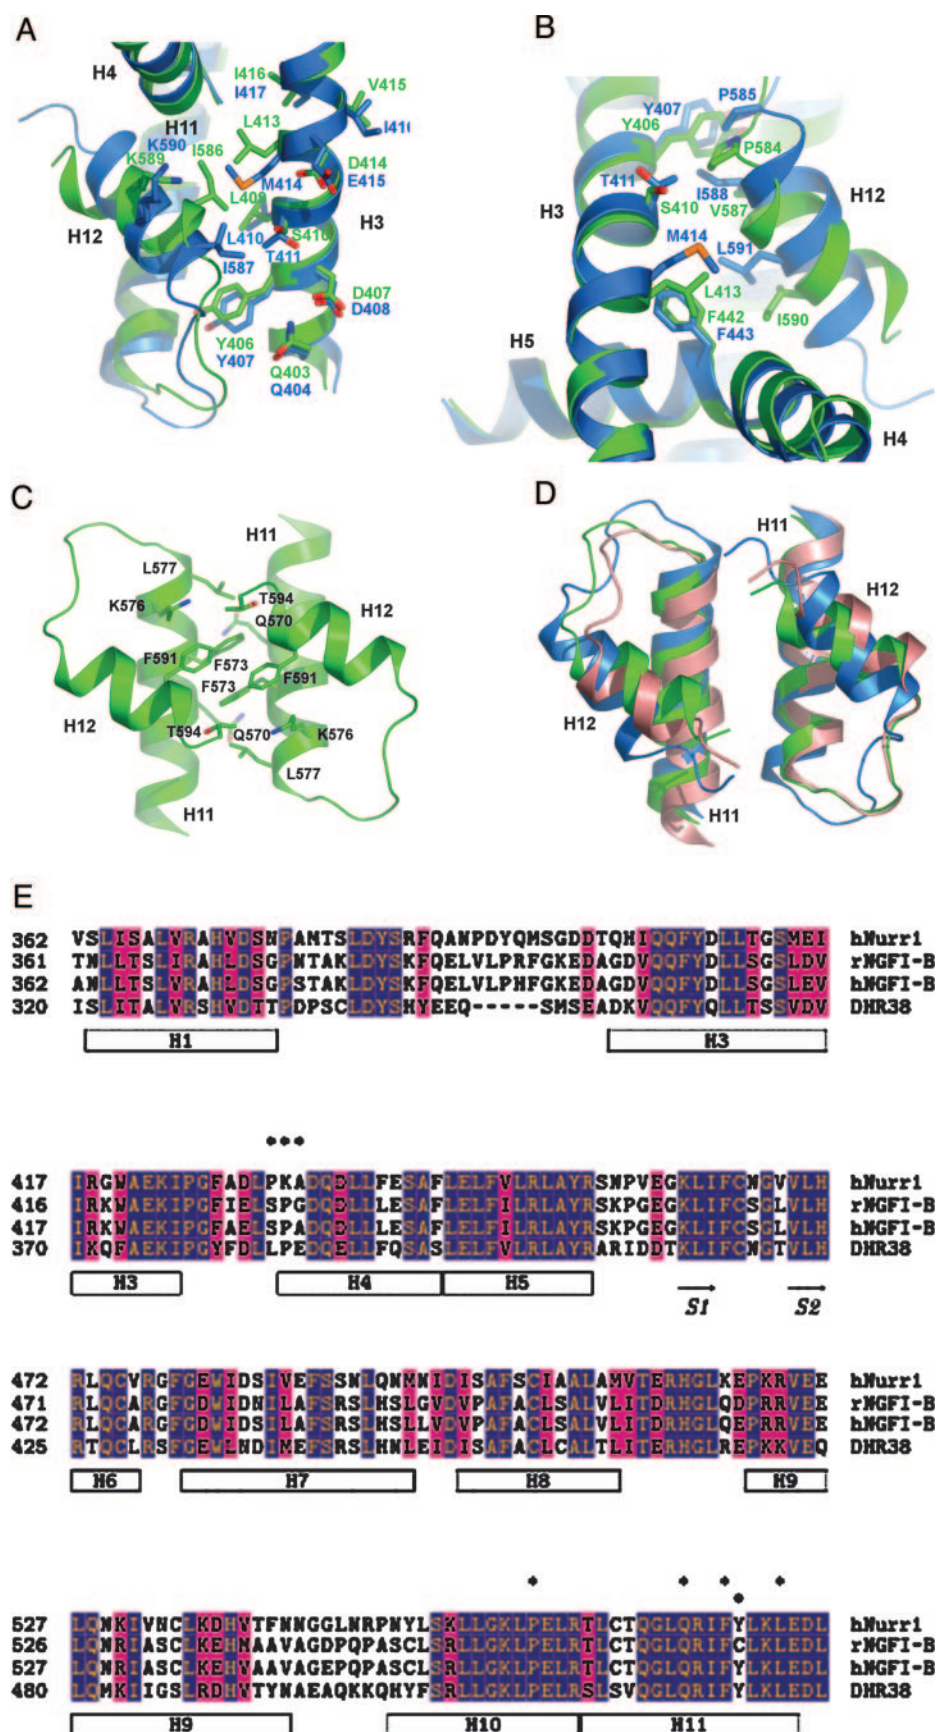 A
H4
I416
I417
V415
I416
H11
L413
K590
K589
I586
D414
E415
M414
L409
H12
H3
S410
L410
T411
I587
D407
D408
Y406
Y407
Q403
Q404
B
Y407
P585
Y406
P584
T411
I588
H12
H3
S410
V587
M414
L591
L413
F442
I590
F443
H5
H4
C
H11
L577
K576
T594
Q570
H12
F591
F573
F573
F591
H12
T594
Q570
K576
L577
H11
D
H11
H12
H12
H11
E
362 VSLISALVRAHVDSNPAMTSLDYSRFQANPDYQMSGDDTQHIQQFYDLLTGSMEI hNurr1
361 TNLLTSLIRAHLDSGPNTAKLDYSKFQELVLPRFGKEDAGDVQQFYDLLSGSLDV rNGFI-B
362 ANLLTSLVRAHLDSGPSTAKLDYSKFQELVLPHFGKEDAGDVQQFYDLLSGSLEV hNGFI-B
320 ISLITALVRSHVDTTPDPSCLDYSHYEEQ-----SMSEADKVQQFYQLLTSSVDV DHR38
H1 H3
417 IRGWAEKIPGFADLPKADQDLLFESAFLELFVLRLAYRSNPVEGKLIFCNGVVLH hNurr1
416 IRKWAEKIPGFIELSPGDQDLLLESAFLELFILRLAYRSKPGEGKLIFCSGLVLH rNGFI-B
417 IRKWAEKIPGFAELSPADQDLLLESAFLELFILRLAYRSKPGEGKLIFCSGLVLH hNGFI-B
370 IKQFAEKIPGYFDLLPEDQELLFQSASLELFVLRLAYRARIDDTKLIFCNGTVLH DHR38
H3 H4 H5 S1 S2
472 RLQCVRGFGEWIDSIVEFSSNLQNMNIDISAFSCIAALAMVTERHGLKEPKRVEE hNurr1
471 RLQCARGFGEWIDNILAFSRSLHSLGVDVPAFACLSALVLITDRHGLQDPRRVEE rNGFI-B
472 RLQCARGFGDWIDSILAFSRSLHSLLVDVPAFACLSALVLITDRHGLQEPRRVEE hNGFI-B
425 RTQCLRSFGEWLNDIMEFSRSLHNLEIDISAFACLCALTLITERHGLREPKKVEQ DHR38
H6 H7 H8 H9
527 LQNKIVNCLKDHVTFNNGGLNRPNYLSKLLGKLPELRTLCTQGLQRIFYLKLEDL hNurr1
526 LQNRIASCLKEHMAAVAGDPQPASCLSRLLGKLPELRTLCTQGLQRIFCLKLEDL rNGFI-B
527 LQNRIASCLKEHVAAVAGEPQPASCLSRLLGKLPELRTLCTQGLQRIFYLKLEDL hNGFI-B
480 LQMKIIGSLRDHVTYNAEAQKKQHYFSKLLGKLPELRSLSVQGLQRIFYLKLEDL DHR38
H9 H10 H11